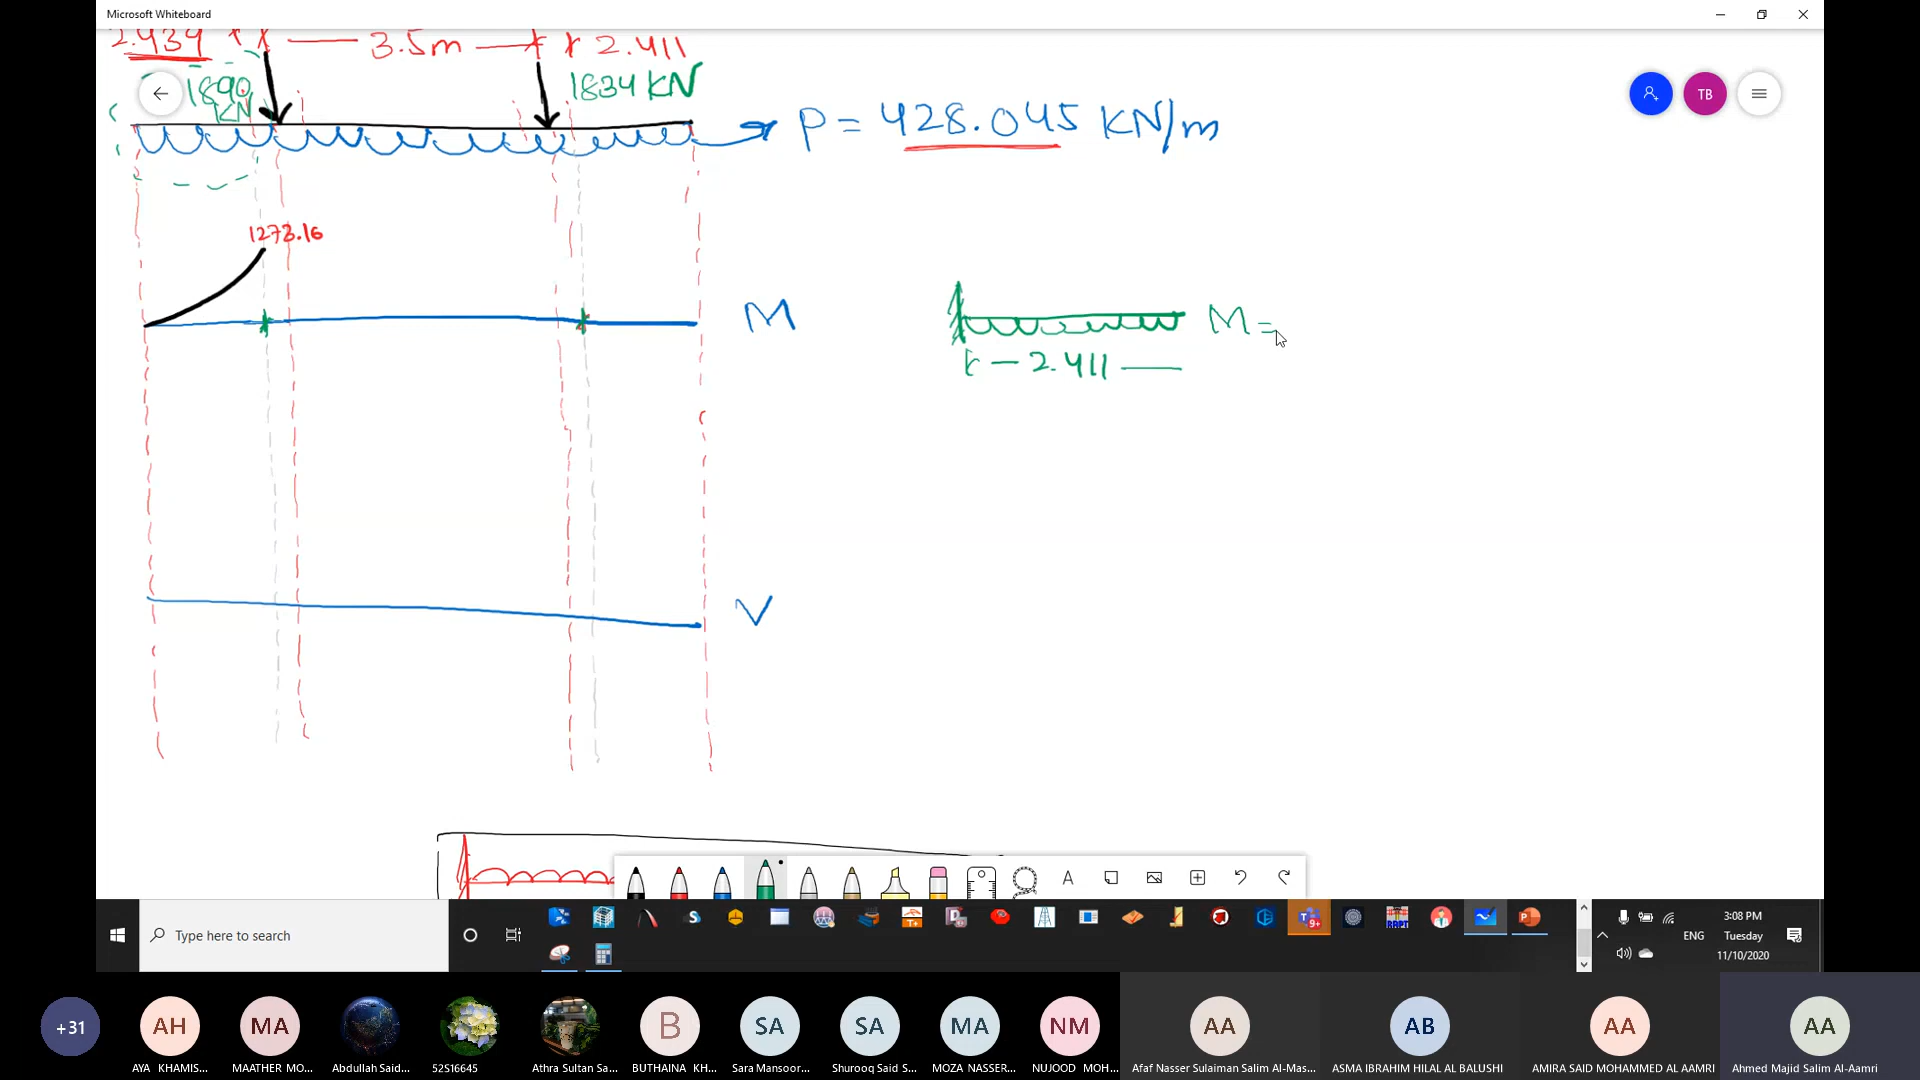 Microsoft Whiteboard
2.434
3.5m
2.411
1890
KN
1834 KN
P = 428.045 KN/m
TB
1273.16
M
M =
2.411
V
A
Type here to search
ENG
3:08 PM
Tuesday
11/10/2020
+31
AH
MA
B
SA
SA
MA
NM
AA
AB
AA
AA
AYA KHAMIS...
MAATHER MO...
Abdullah Said...
52S16645
Athra Sultan Sa...
BUTHAINA KH...
Sara Mansoor...
Shurooq Said S...
MOZA NASSER...
NUJOOD MOH...
Afaf Nasser Sulaiman Salim Al-Mas...
ASMA IBRAHIM HILAL AL BALUSHI
AMIRA SAID MOHAMMED AL AAMRI
Ahmed Majid Salim Al-Aamri